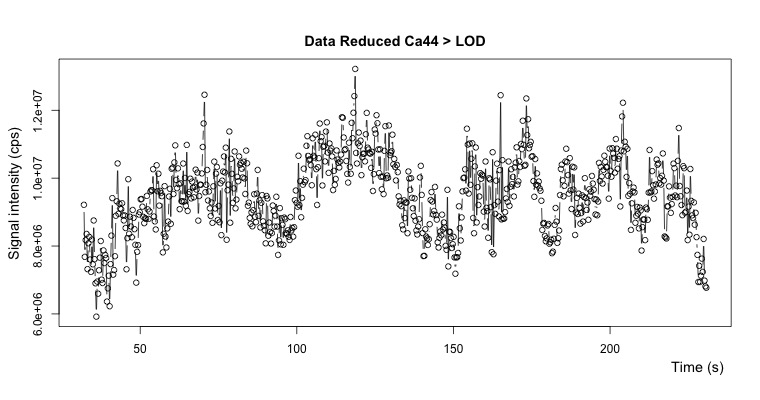 Data Reduced Ca44 > LOD
Signal intensity (cps)
1.2e+07
1.0e+07
8.0e+06
6.0e+06
50 100 150 200
Time (s)